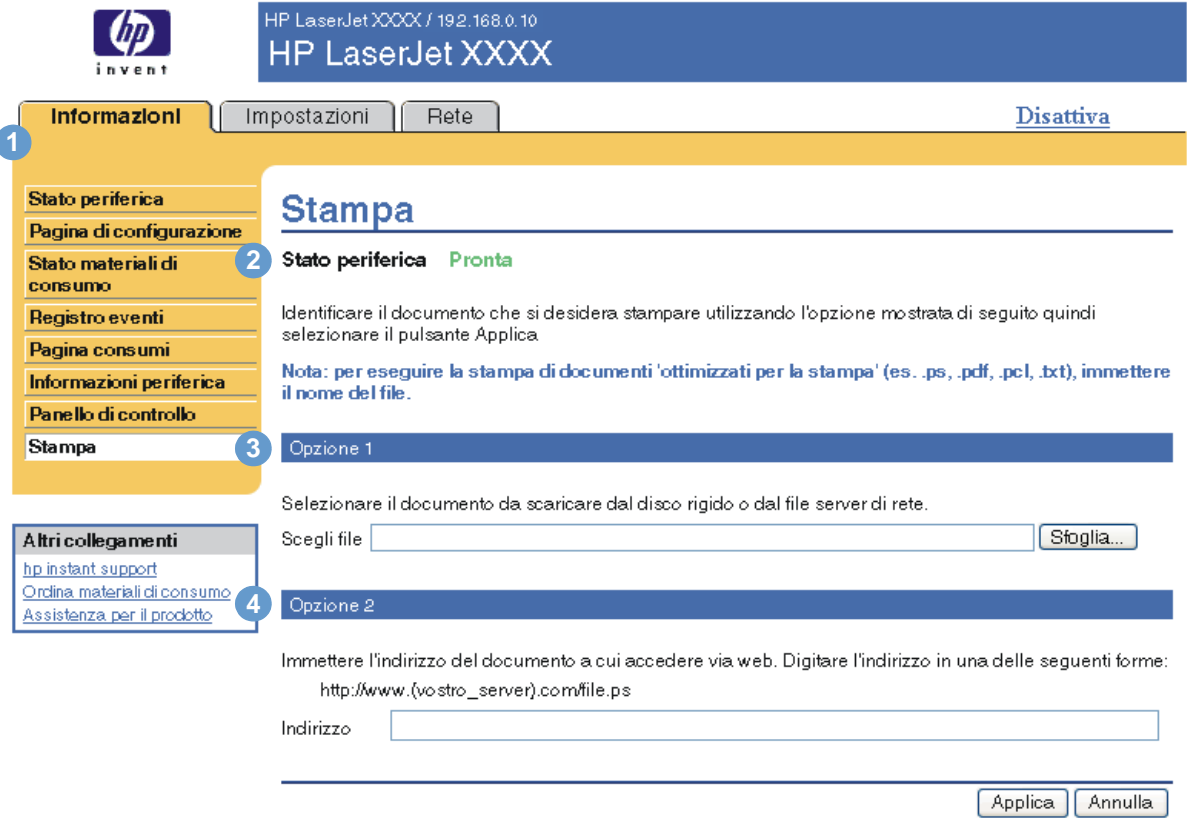 hp
invent
HP LaserJet XXXX / 192.168.0.10
HP LaserJet XXXX
Informazioni
Impostazioni
Rete
Disattiva
1
Stato periferica
Pagina di configurazione
Stato materiali di
consumo
Registro eventi
Pagina consumi
Informazioni periferica
Panello di controllo
Stampa
Altri collegamenti
hp instant support
Ordina materiali di consumo
Assistenza per il prodotto
Stampa
2
Stato periferica Pronta
Identificare il documento che si desidera stampare utilizzando l'opzione mostrata di seguito quindi
selezionare il pulsante Applica
Nota: per eseguire la stampa di documenti 'ottimizzati per la stampa' (es. .ps, .pdf, .pcl, .txt), immettere
il nome del file.
3
Opzione 1
Selezionare il documento da scaricare dal disco rigido o dal file server di rete.
Scegli file
Sfoglia...
4
Opzione 2
Immettere l'indirizzo del documento a cui accedere via web. Digitare l'indirizzo in una delle seguenti forme:
http://www.(vostro_server).com/file.ps
Indirizzo
Applica
Annulla